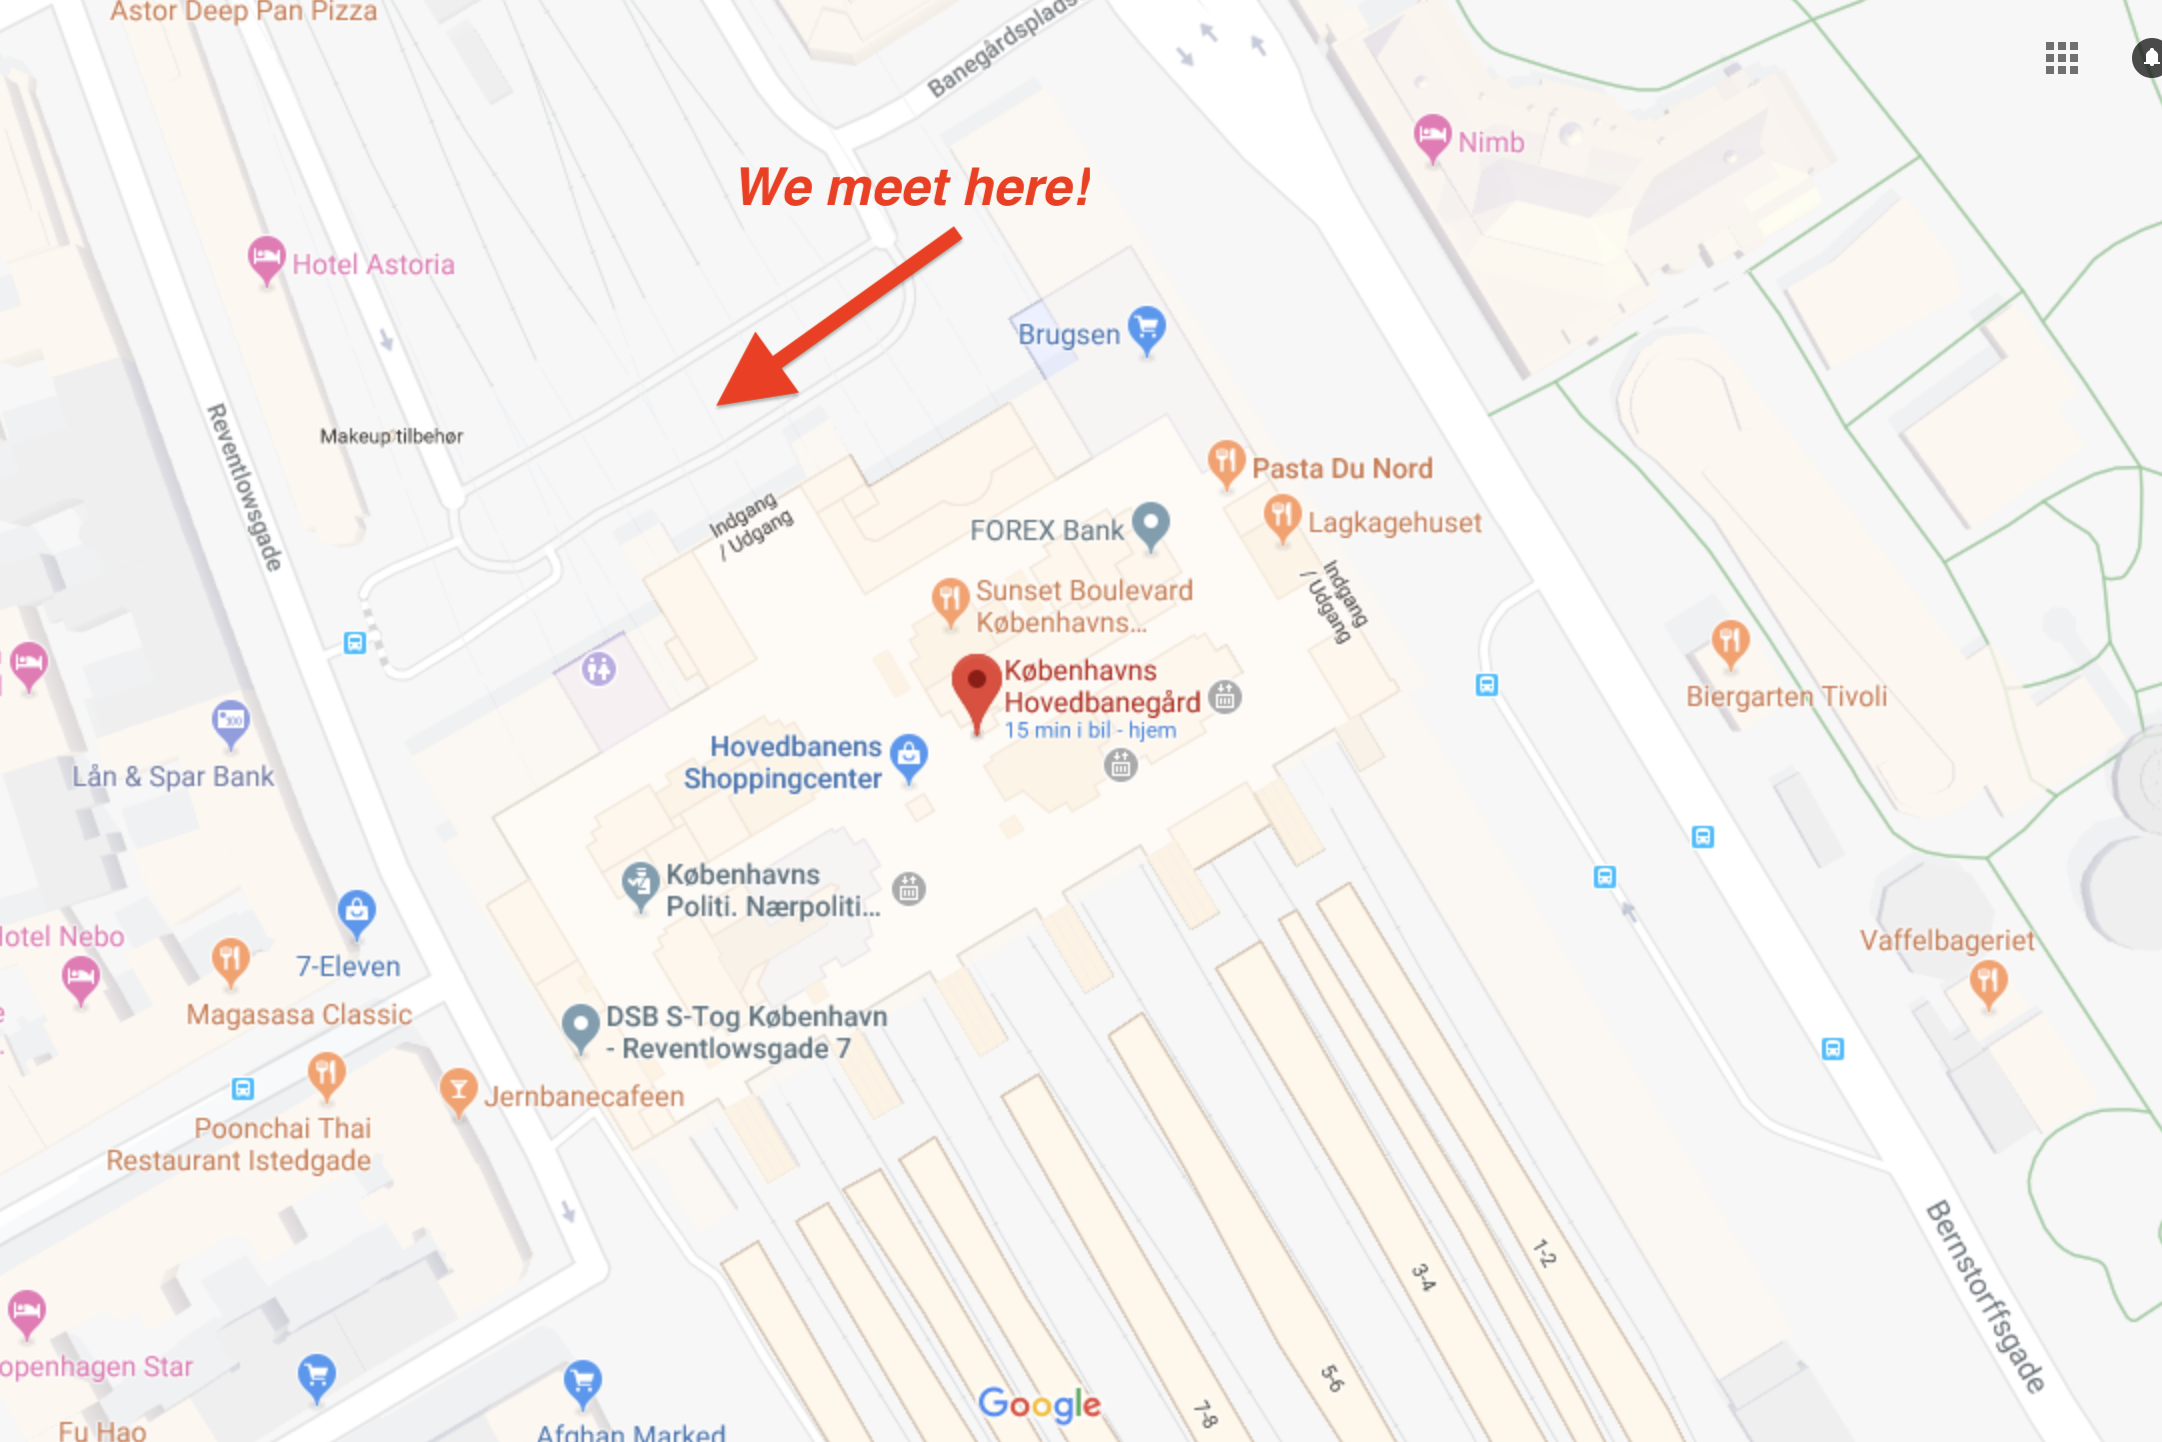 Astor Deep Pan Pizza
Banegårdsplads
Nimb
We meet here!
Hotel Astoria
Brugsen
Reventlowsgade
Makeup tilbehør
Pasta Du Nord
Indgang
/ Udgang
FOREX Bank
Lagkagehuset
Indgang
/ Udgang
Sunset Boulevard
Københavns...
Københavns
Hovedbanegård
15 min i bil - hjem
Biergarten Tivoli
Hovedbanens
Shoppingcenter
100
Lån & Spar Bank
Københavns
Politi. Nærpoliti...
Hotel Nebo
7-Eleven
Vaffelbageriet
Magasasa Classic
DSB S-Tog København
- Reventlowsgade 7
Jernbanecafeen
Poonchai Thai
Restaurant Istedgade
1-2
3-4
5-6
7-8
Bernstorffsgade
openhagen Star
Google
Fu Hao
Afghan Marked